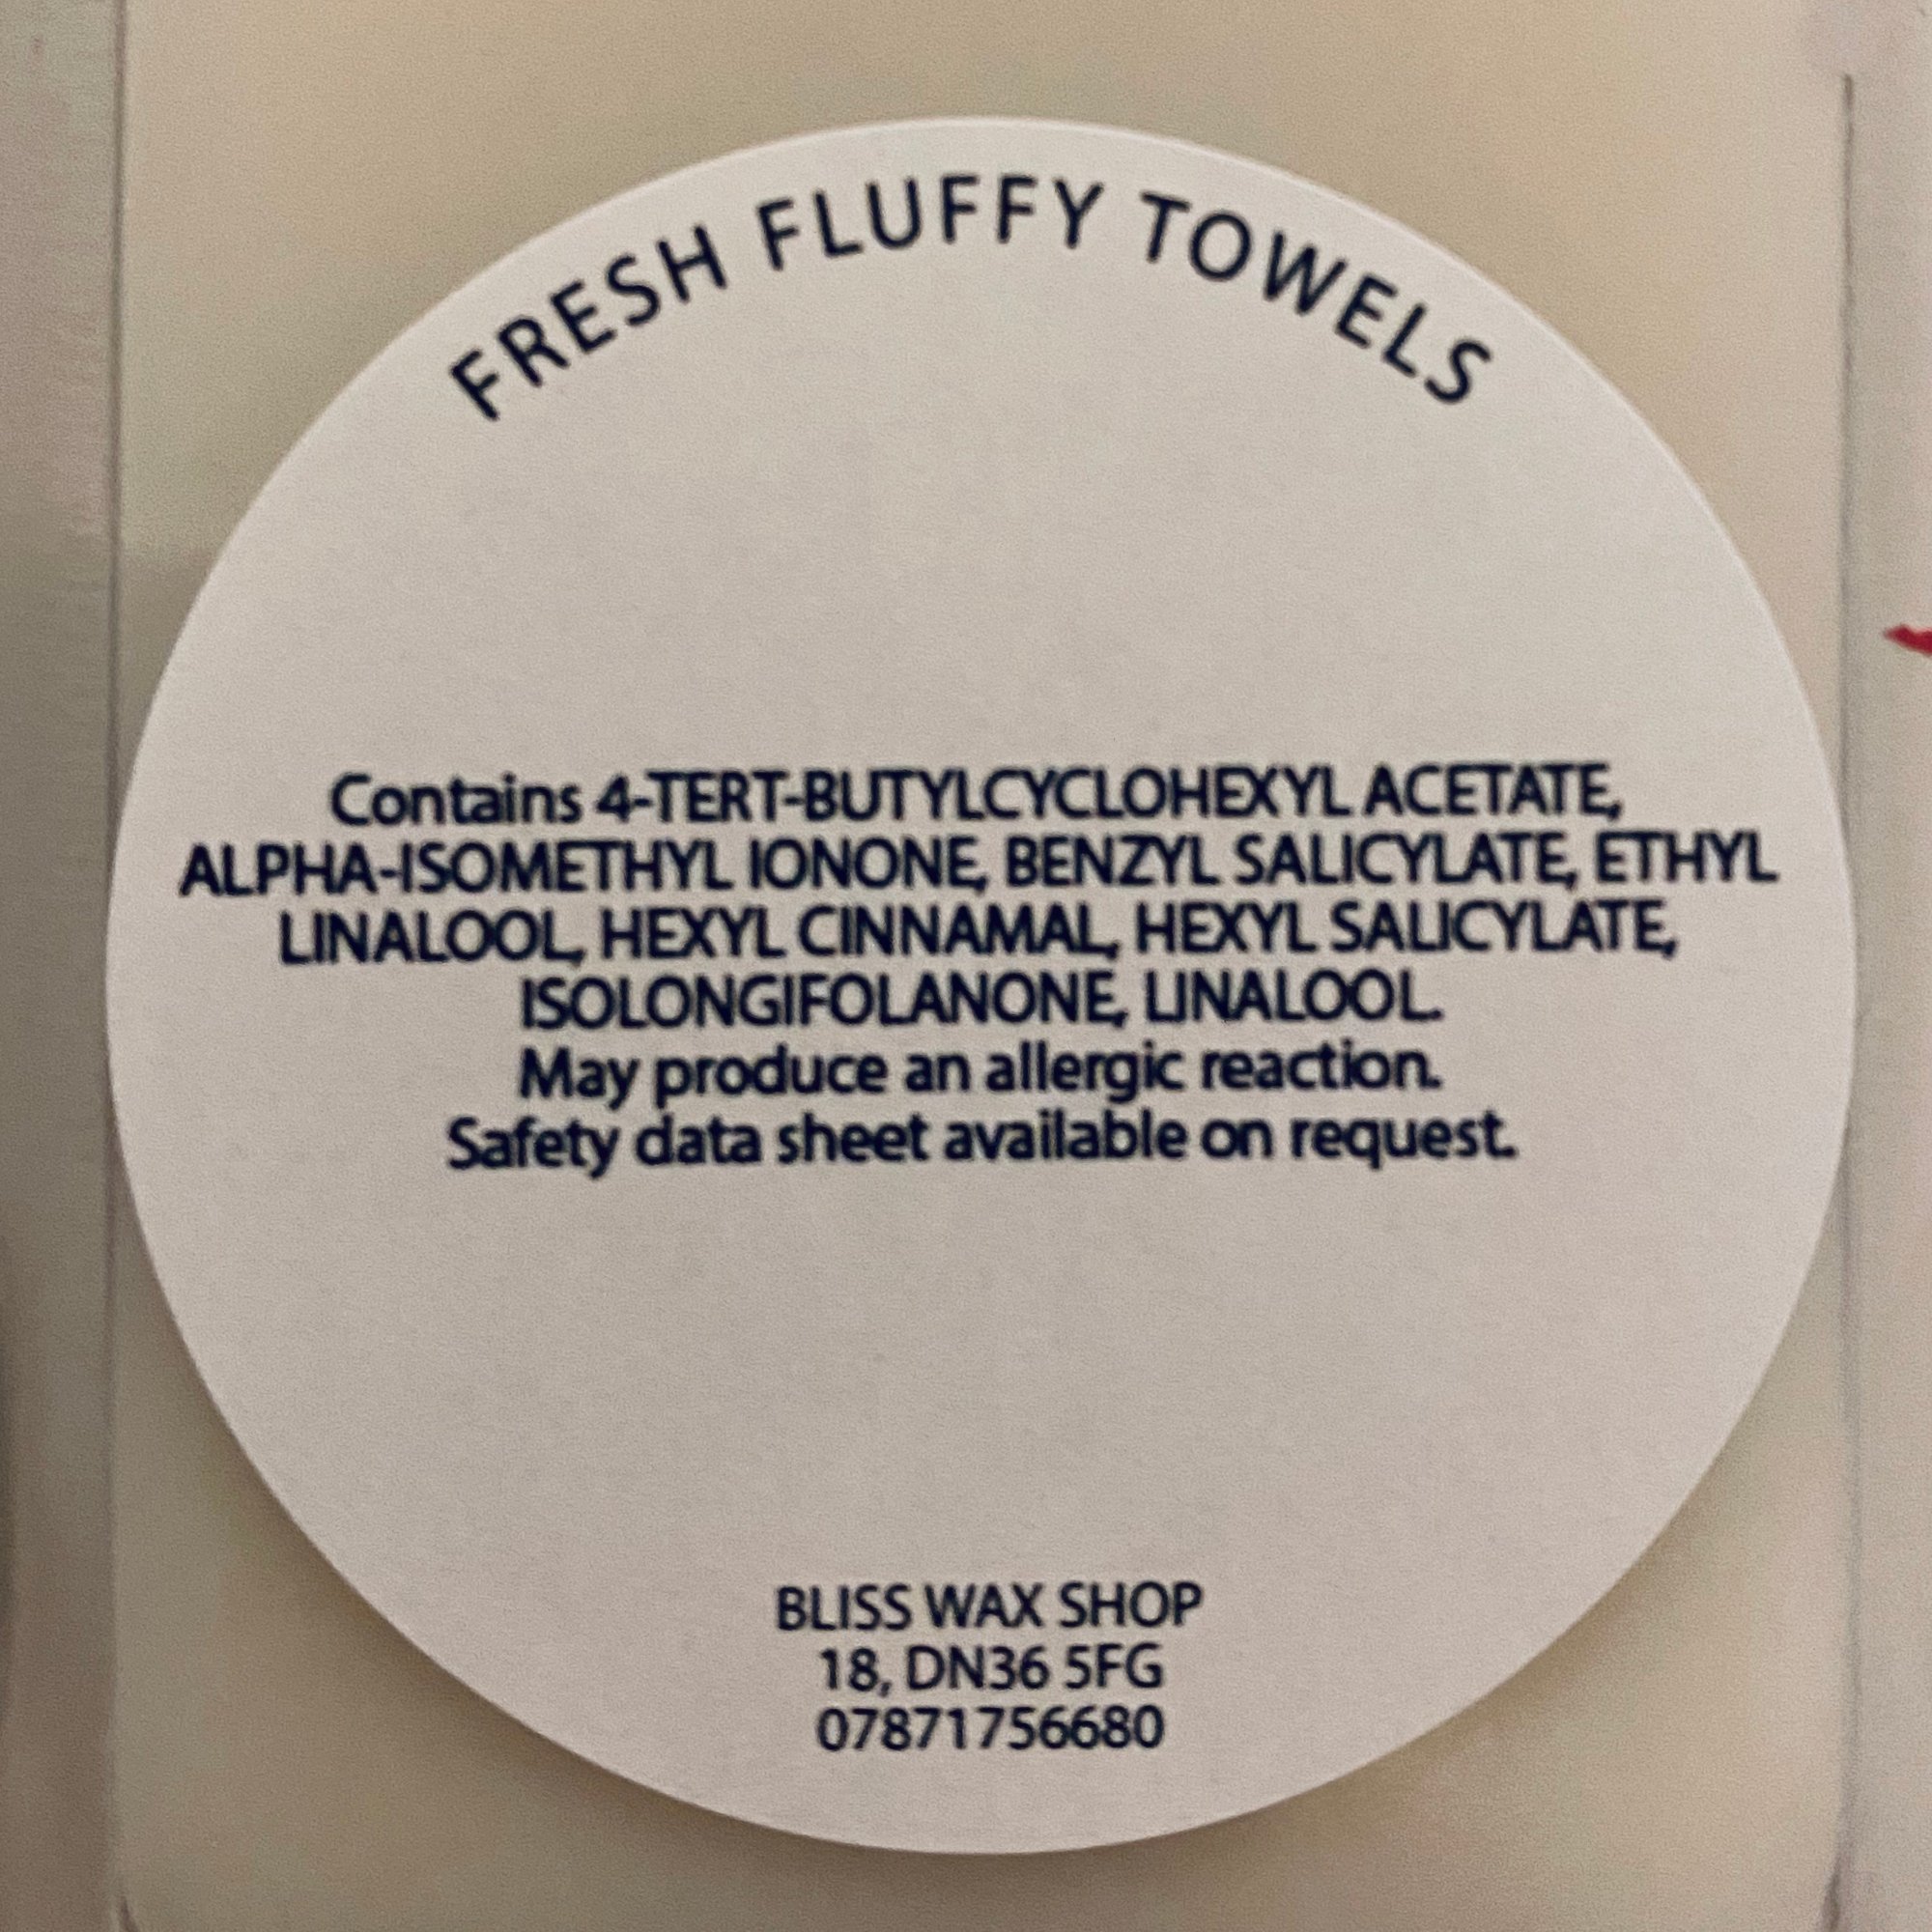 FRESH FLUFFY TOWELS
Contains 4-TERT-BUTYLCYCLOHEXYL ACETATE,
ALPHA-ISOMETHYL IONONE, BENZYL SALICYLATE, ETHYL
LINALOOL, HEXYL CINNAMAL, HEXYL SALICYLATE,
ISOLONGIFOLANONE, LINALOOL.
May produce an allergic reaction.
Safety data sheet available on request.
BLISS WAX SHOP
18, DN36 5FG
07871756680